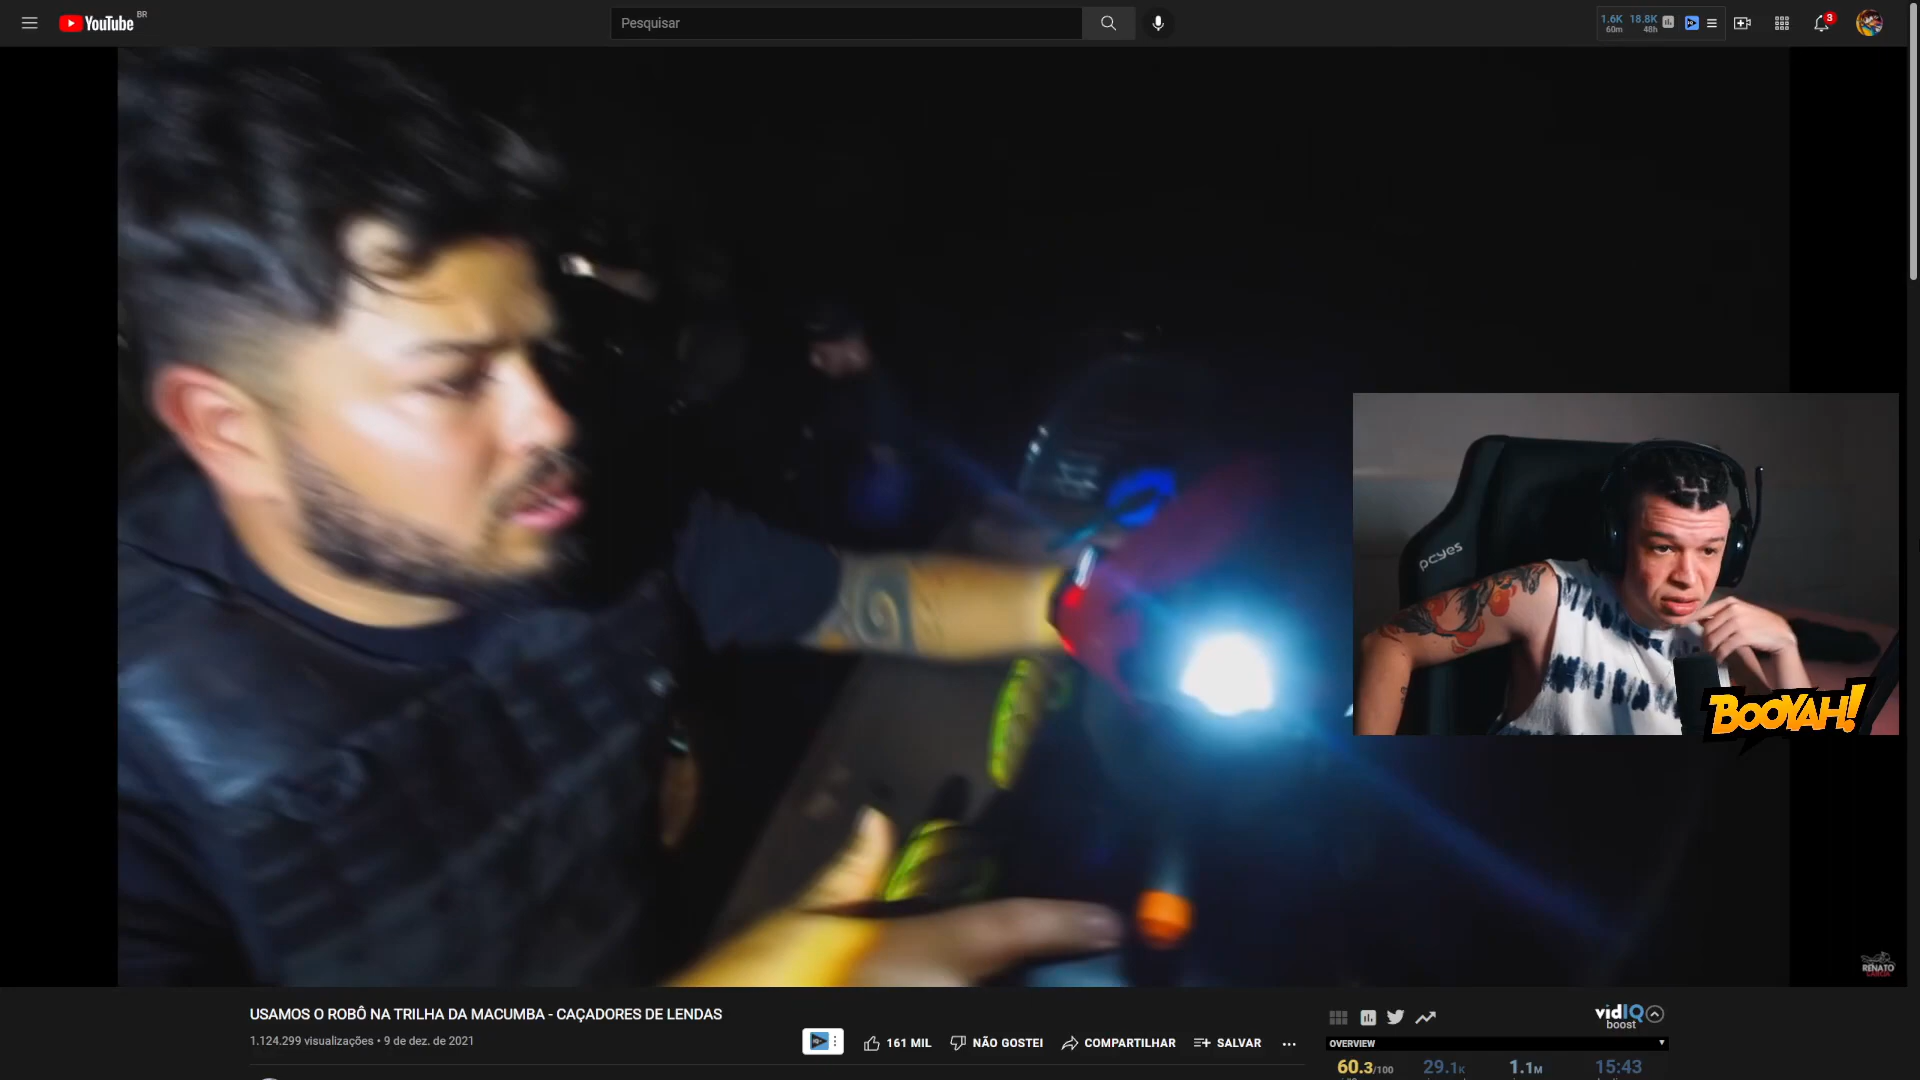 YouTube BR
Pesquisar
1.6K 18.8K
60m 48h
3
pcyes
BOOYAH!
RENATO
GARCIA
USAMOS O ROBÔ NA TRILHA DA MACUMBA - CAÇADORES DE LENDAS
1.124.299 visualizações • 9 de dez. de 2021
161 MIL
NÃO GOSTEI
COMPARTILHAR
SALVAR
vidIQ
boost
OVERVIEW
60.3/100 29.1K 1.1M 15:43